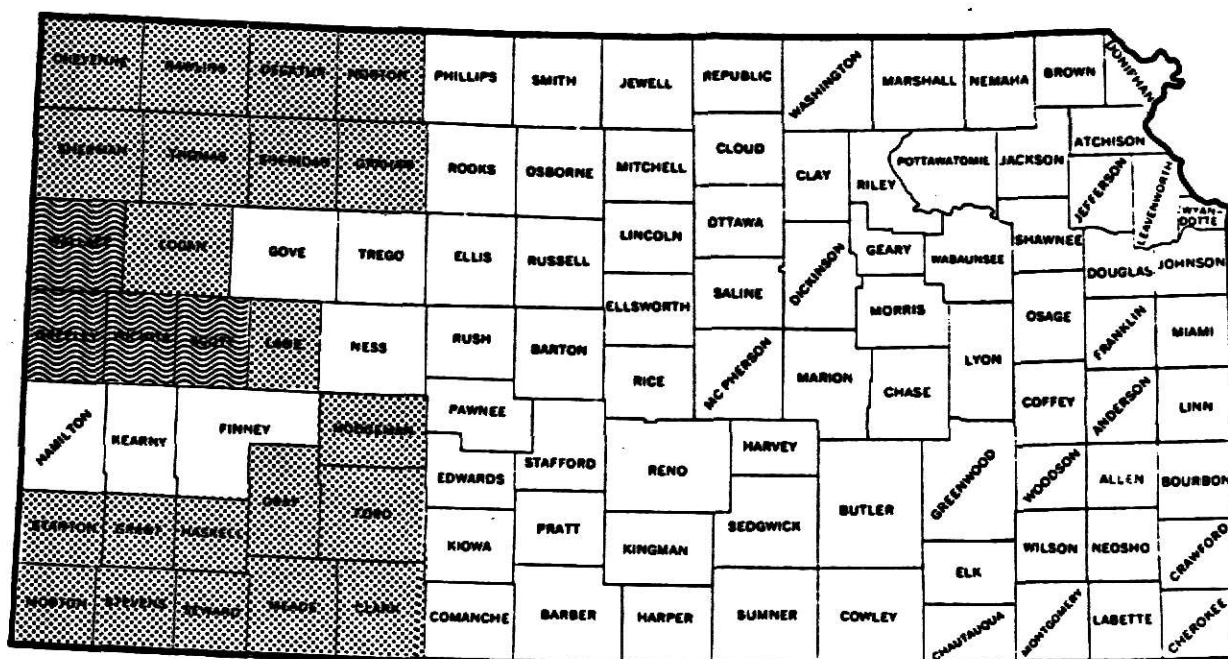 CHEYENNE RAWLINS DECATUR NORTON PHILLIPS SMITH JEWELL REPUBLIC WASHINGTON MARSHALL NEMAHA BROWN DONIPHAN
SHERMAN THOMAS SHERIDAN GRAHAM ROOKS OSBORNE MITCHELL CLOUD CLAY RILEY POTTAWATOMIE JACKSON ATCHISON
JEFFERSON LEAVENWORTH WYAN-
DOTTE
WALLACE LOGAN GOVE TREGO ELLIS RUSSELL LINCOLN OTTAWA DICKINSON GEARY WABAUNSEE SHAWNEE DOUGLAS JOHNSON
ELLSWORTH SALINE MORRIS
GREELEY WICHITA SCOTT LANE NESS RUSH BARTON RICE MC PHERSON MARION CHASE LYON OSAGE FRANKLIN MIAMI
HAMILTON KEARNY FINNEY HODGEMAN PAWNEE STAFFORD RENO HARVEY COFFEY ANDERSON LINN
EDWARDS BUTLER GREENWOOD WOODSON ALLEN BOURBON
STANTON GRANT HASKELL GRAY FORD KIOWA PRATT KINGMAN SEDGWICK WILSON NEOSHO CRAWFORD
ELK
MORTON STEVENS SEWARD MEADE CLARK COMANCHE BARBER HARPER SUMNER COWLEY CHAUTAUQUA MONTGOMERY LABETTE CHEROKEE